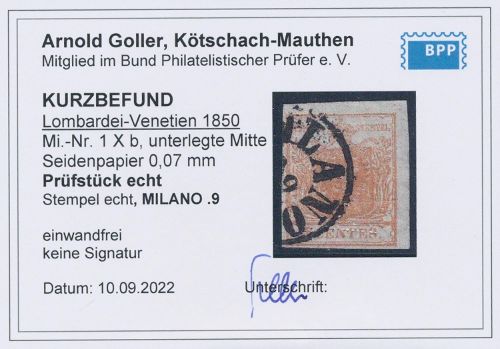 Arnold Goller, Kötschach-Mauthen
Mitglied im Bund Philatelistischer Prüfer e. V.
BPP
KURZBEFUND
Lombardei-Venetien 1850
Mi.-Nr. 1 X b, unterlegte Mitte
Seidenpapier 0,07 mm
Prüfstück echt
Stempel echt, MILANO .9
einwandfrei
keine Signatur
Datum: 10.09.2022
Unterschrift:
LANO